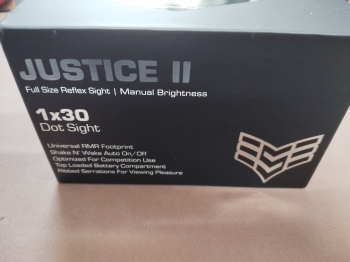 JUSTICE II
Full Size Reflex Sight | Manual Brightness
1x30
Dot Sight
Universal RMR Footprint
Shake N' Wake Auto On/Off
Optimized For Competition Use
Top Loaded Battery Compartment
Ribbed Serrations For Viewing Pleasure